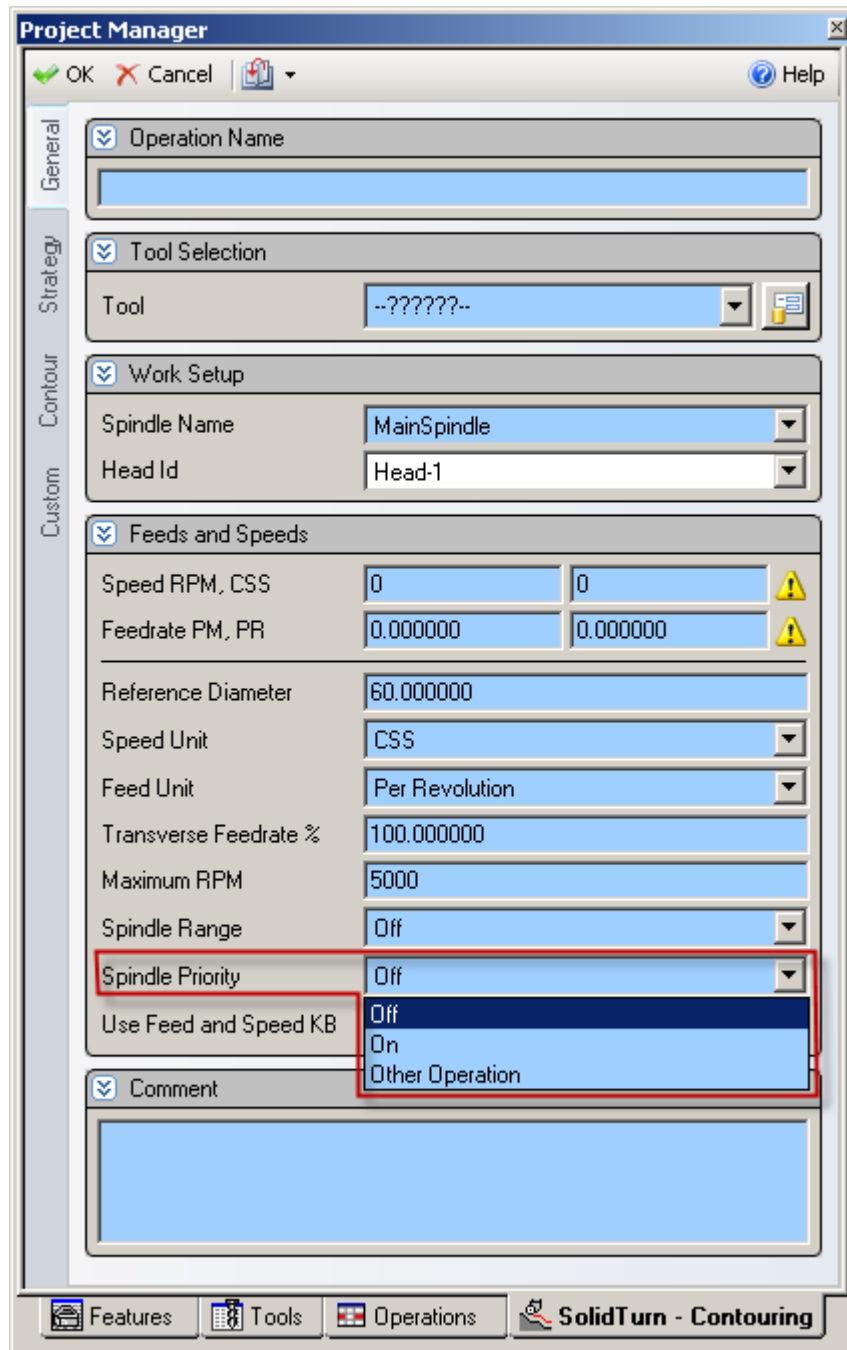 Project Manager
OK Cancel Help
General
Strategy
Contour
Custom
Operation Name
Tool Selection
Tool --??????--
Work Setup
Spindle Name MainSpindle
Head Id Head-1
Feeds and Speeds
Speed RPM, CSS 0 0
Feedrate PM, PR 0.000000 0.000000
Reference Diameter 60.000000
Speed Unit CSS
Feed Unit Per Revolution
Transverse Feedrate % 100.000000
Maximum RPM 5000
Spindle Range Off
Spindle Priority Off
Off
Use Feed and Speed KB
On
Other Operation
Comment
Features Tools Operations SolidTurn - Contouring